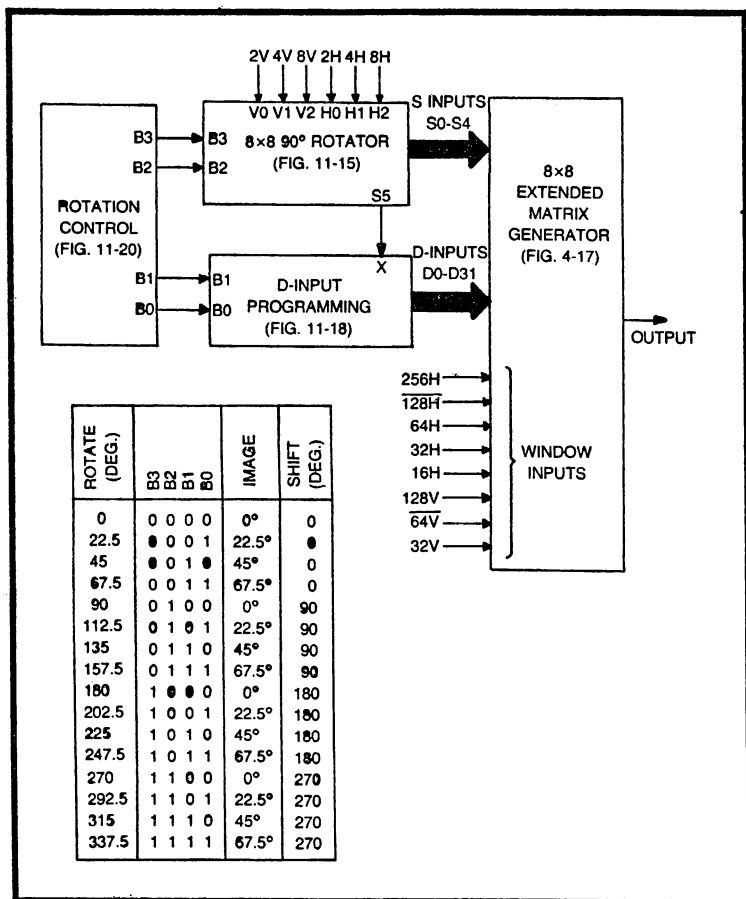 2V 4V 8V 2H 4H 8H
V0 V1 V2 H0 H1 H2
B3
B2
B3
B2
8×8 90° ROTATOR
(FIG. 11-15)
S5
S INPUTS
S0-S4
ROTATION
CONTROL
(FIG. 11-20)
B1
B0
B1
B0
X
D-INPUT
PROGRAMMING
(FIG. 11-18)
D-INPUTS
D0-D31
8×8
EXTENDED
MATRIX
GENERATOR
(FIG. 4-17)
OUTPUT
256H
1̅2̅8̅H̅
64H
32H
16H
128V
6̅4̅V̅
32V
WINDOW
INPUTS
ROTATE (DEG.) B3 B2 B1 B0 IMAGE SHIFT (DEG.)
0 0 0 0 0 0° 0
22.5 0 0 0 1 22.5° 0
45 0 0 1 0 45° 0
67.5 0 0 1 1 67.5° 0
90 0 1 0 0 0° 90
112.5 0 1 0 1 22.5° 90
135 0 1 1 0 45° 90
157.5 0 1 1 1 67.5° 90
180 1 0 0 0 0° 180
202.5 1 0 0 1 22.5° 180
225 1 0 1 0 45° 180
247.5 1 0 1 1 67.5° 180
270 1 1 0 0 0° 270
292.5 1 1 0 1 22.5° 270
315 1 1 1 0 45° 270
337.5 1 1 1 1 67.5° 270